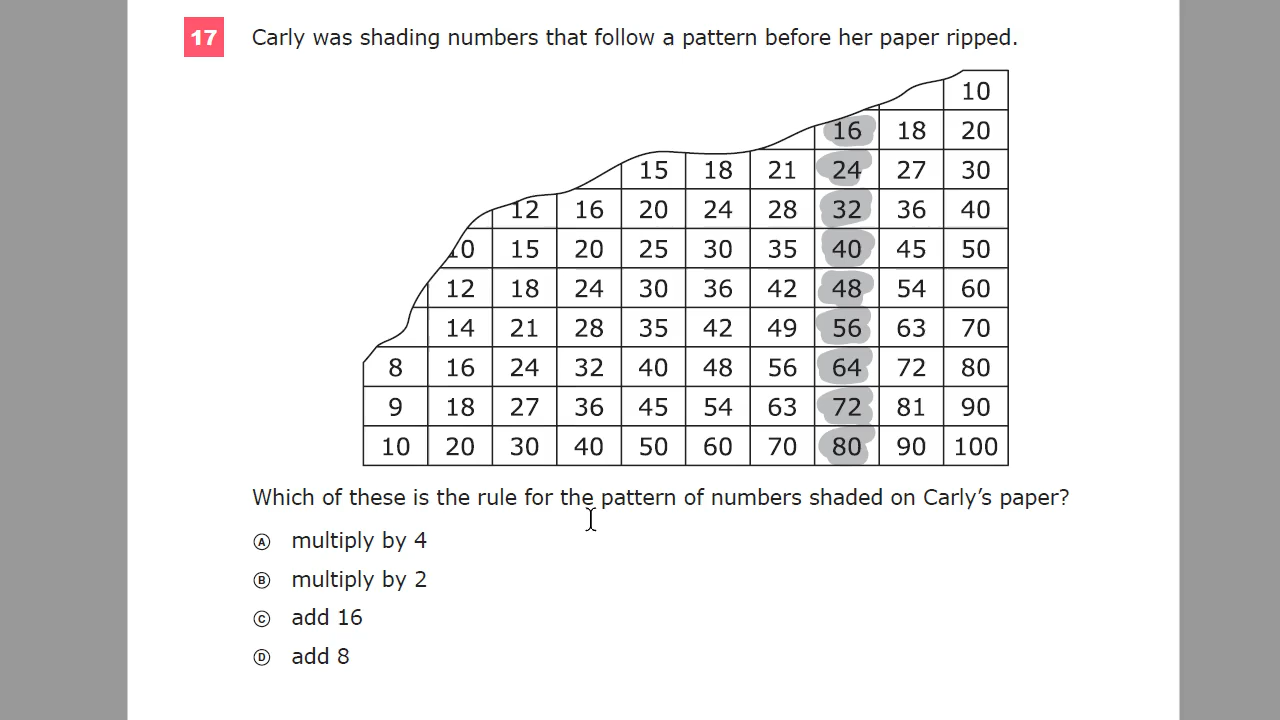 17 Carly was shading numbers that follow a pattern before her paper ripped.
10
16 18 20
15 18 21 24 27 30
12 16 20 24 28 32 36 40
10 15 20 25 30 35 40 45 50
12 18 24 30 36 42 48 54 60
14 21 28 35 42 49 56 63 70
8 16 24 32 40 48 56 64 72 80
9 18 27 36 45 54 63 72 81 90
10 20 30 40 50 60 70 80 90 100
Which of these is the rule for the pattern of numbers shaded on Carly’s paper?
A multiply by 4
B multiply by 2
C add 16
D add 8